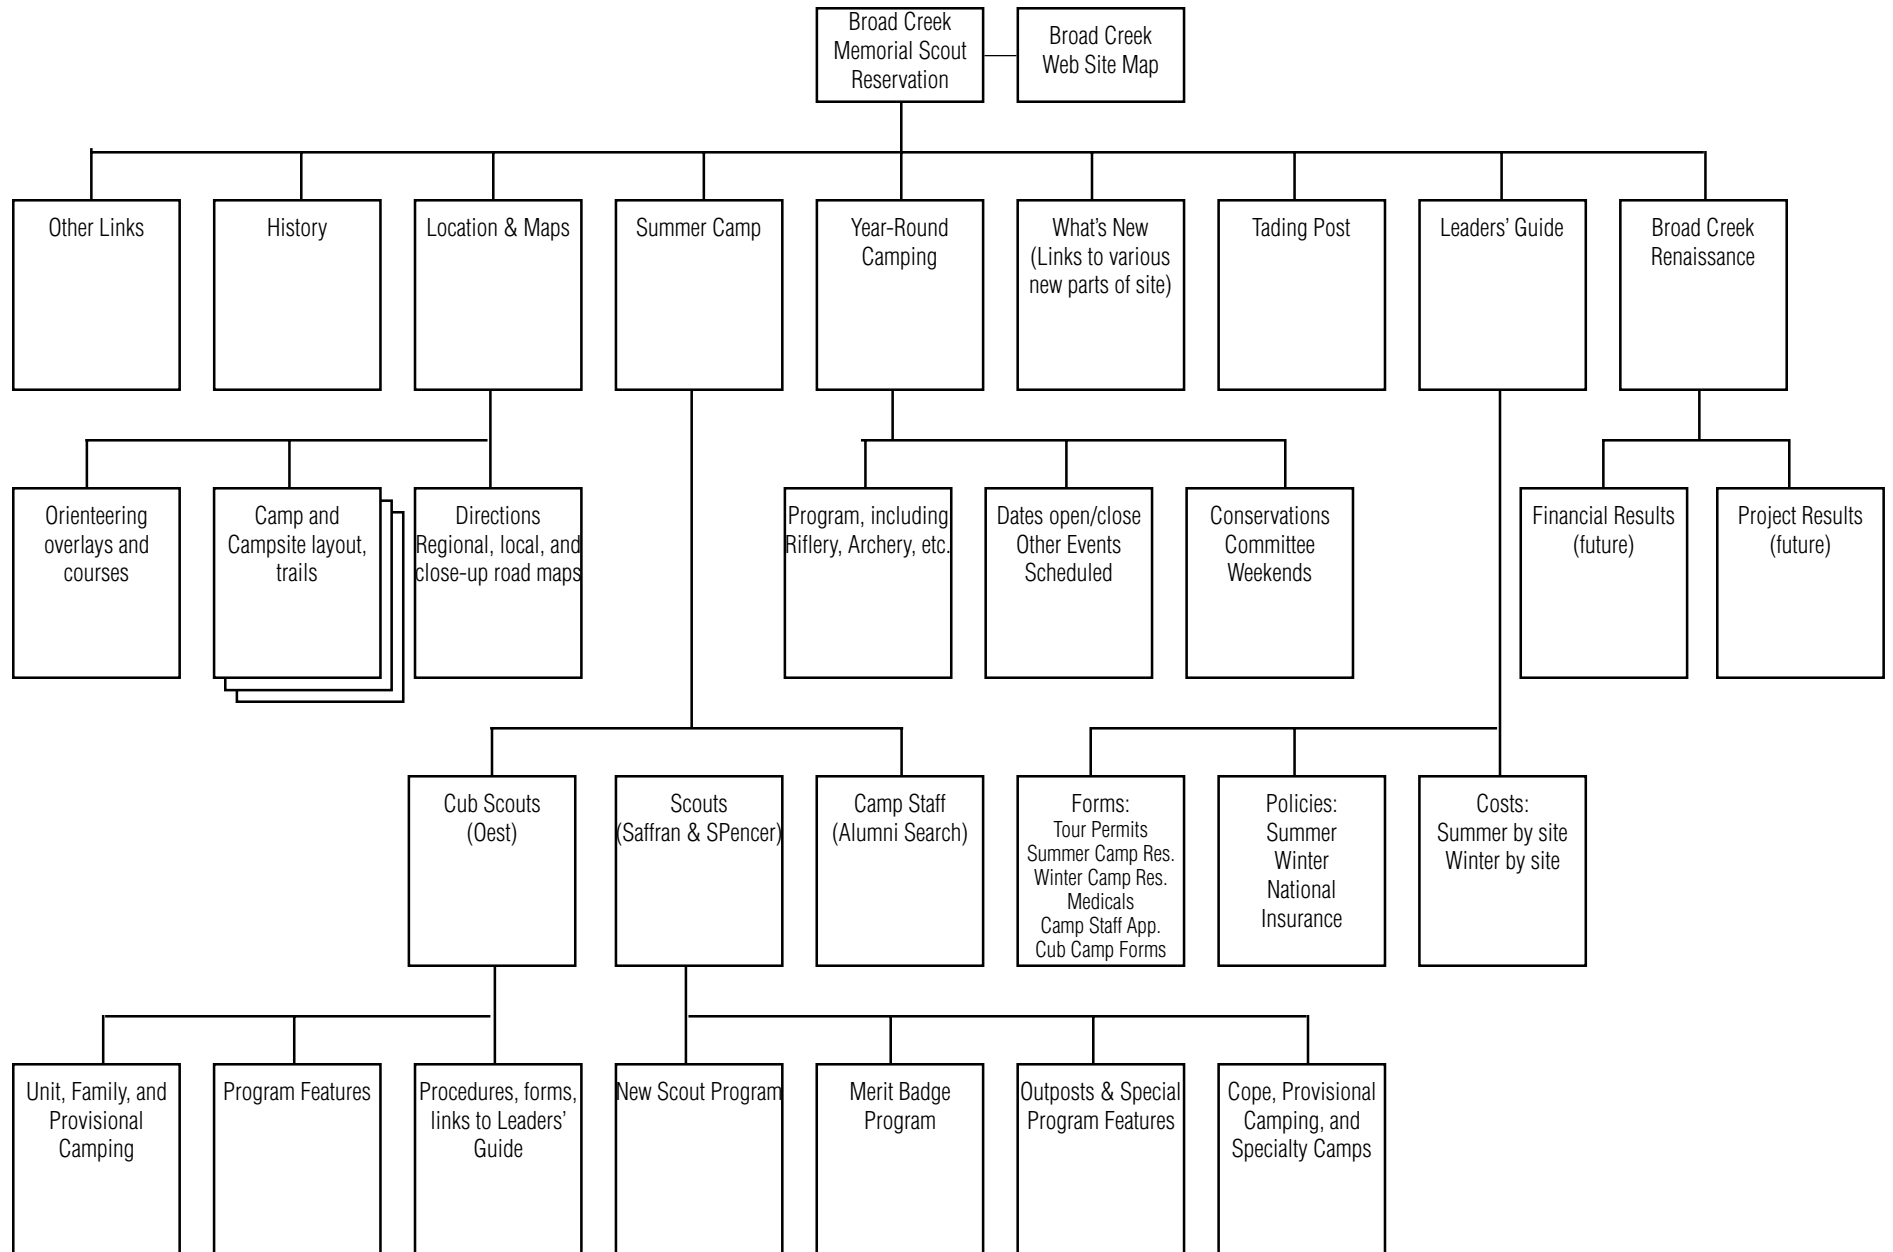 Broad Creek
Memorial Scout
Reservation
Broad Creek
Web Site Map
Other Links
History
Location & Maps
Summer Camp
Year-Round
Camping
What's New
(Links to various
new parts of site)
Tading Post
Leaders' Guide
Broad Creek
Renaissance
Orienteering
overlays and
courses
Camp and
Campsite layout,
trails
Directions
Regional, local, and
close-up road maps
Program, including
Riflery, Archery, etc.
Dates open/close
Other Events
Scheduled
Conservations
Committee
Weekends
Financial Results
(future)
Project Results
(future)
Cub Scouts
(Oest)
Scouts
(Saffran & SPencer)
Camp Staff
(Alumni Search)
Forms:
Tour Permits
Summer Camp Res.
Winter Camp Res.
Medicals
Camp Staff App.
Cub Camp Forms
Policies:
Summer
Winter
National
Insurance
Costs:
Summer by site
Winter by site
Unit, Family, and
Provisional
Camping
Program Features
Procedures, forms,
links to Leaders'
Guide
New Scout Program
Merit Badge
Program
Outposts & Special
Program Features
Cope, Provisional
Camping, and
Specialty Camps